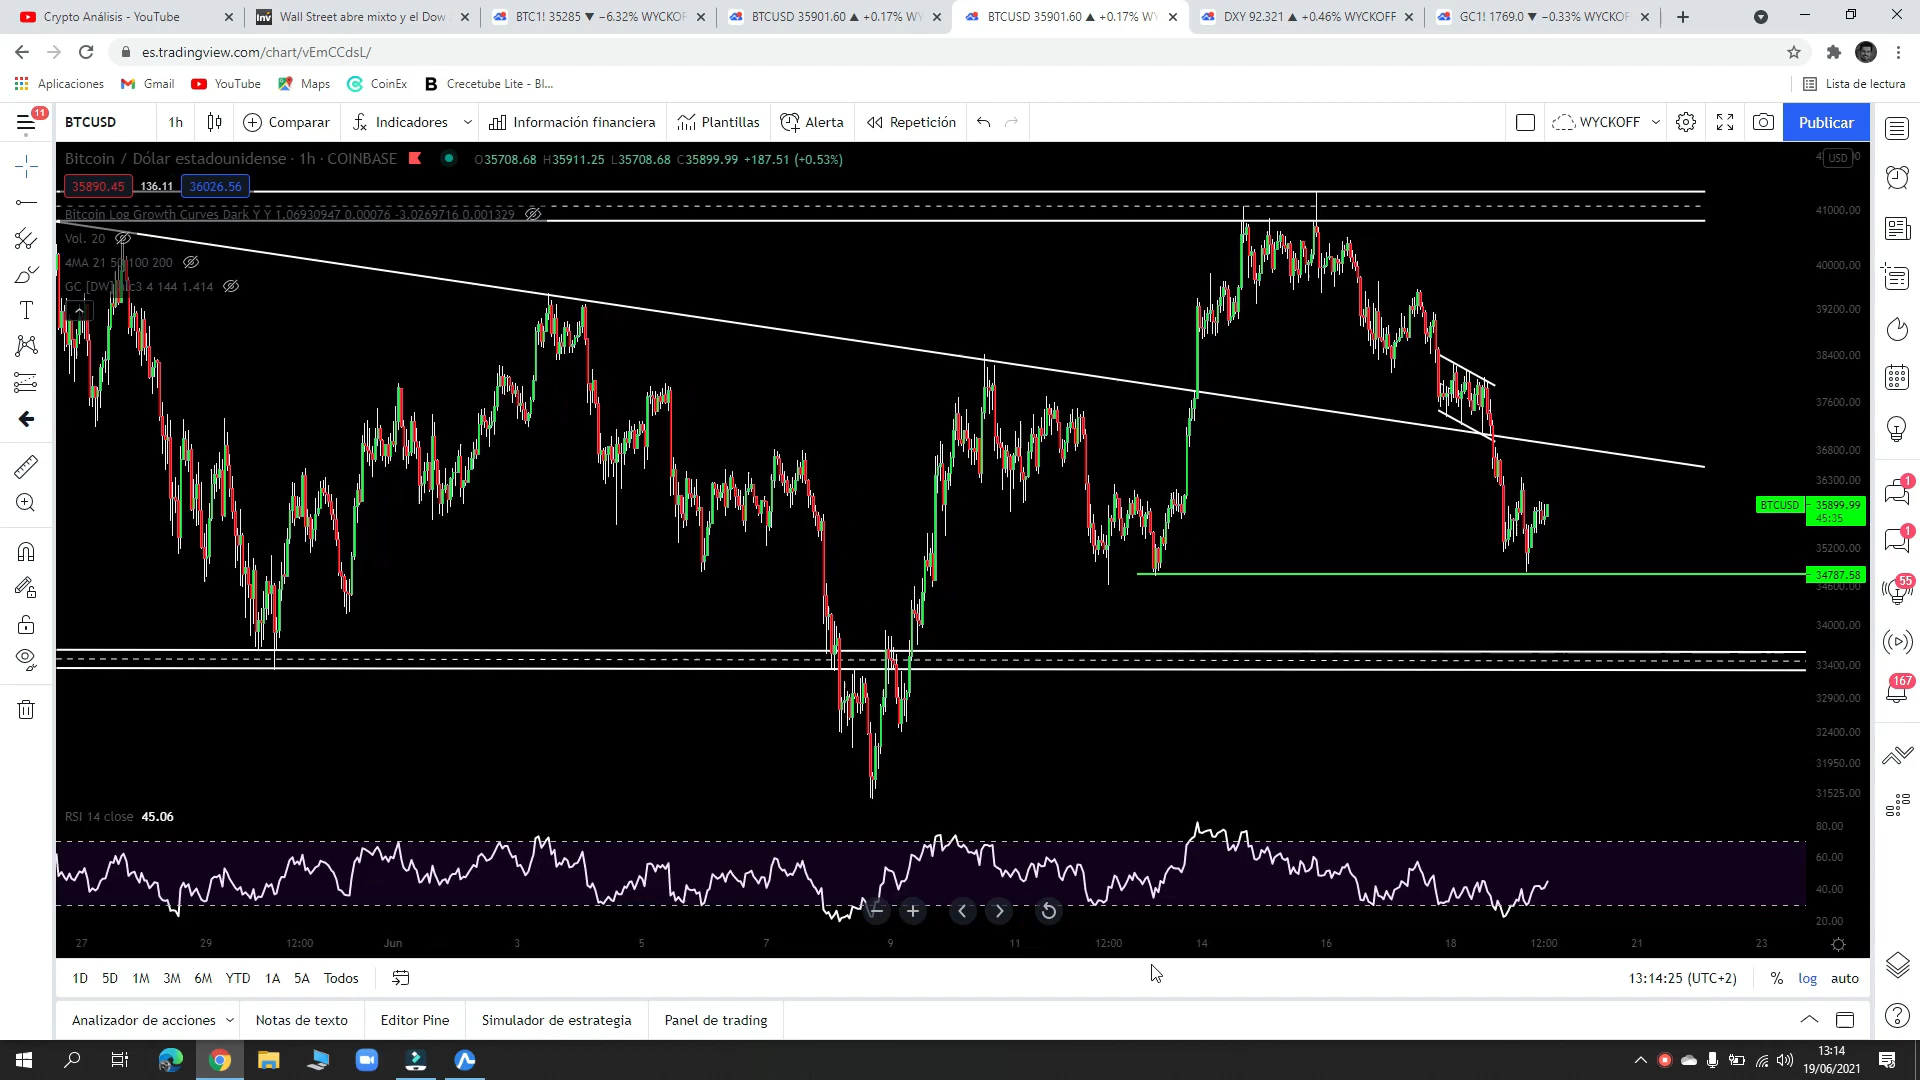 Crypto Análisis - YouTube
Wall Street abre mixto y el Dow
BTC1! 35285 ▼ −6.32% WYCKOF
BTCUSD 35901.60 ▲ +0.17% WY
BTCUSD 35901.60 ▲ +0.17% WY
DXY 92.321 ▲ +0.46% WYCKOFF
GC1! 1769.0 ▼ −0.33% WYCKOF
es.tradingview.com/chart/vEmCCdsL/
Aplicaciones
Gmail
YouTube
Maps
CoinEx
Crecetube Lite - Bl...
Lista de lectura
11
BTCUSD
1h
Comparar
Indicadores
Información financiera
Plantillas
Alerta
Repetición
WYCKOFF
Publicar
Bitcoin / Dólar estadounidense · 1h · COINBASE
O35708.68 H35911.25 L35708.68 C35899.99 +187.51 (+0.53%)
USD
35890.45 136.11 36026.56
Bitcoin Log Growth Curves Dark Y Y 1.06930947 0.00076 -3.0269716 0.001329
Vol. 20
4MA 21 50 100 200
41000.00
40000.00
39200.00
38400.00
37600.00
36800.00
36300.00
BTCUSD
35899.99
45:35
35200.00
34787.58
34600.00
34000.00
33400.00
32900.00
32400.00
31950.00
31525.00
1
1
55
167
RSI 14 close 45.06
80.00
60.00
40.00
20.00
27
29
12:00
Jun
3
5
7
9
11
12:00
14
16
18
12:00
21
23
1D
5D
1M
3M
6M
YTD
1A
5A
Todos
13:14:25 (UTC+2)
%
log
auto
Analizador de acciones
Notas de texto
Editor Pine
Simulador de estrategia
Panel de trading
13:14
19/06/2021